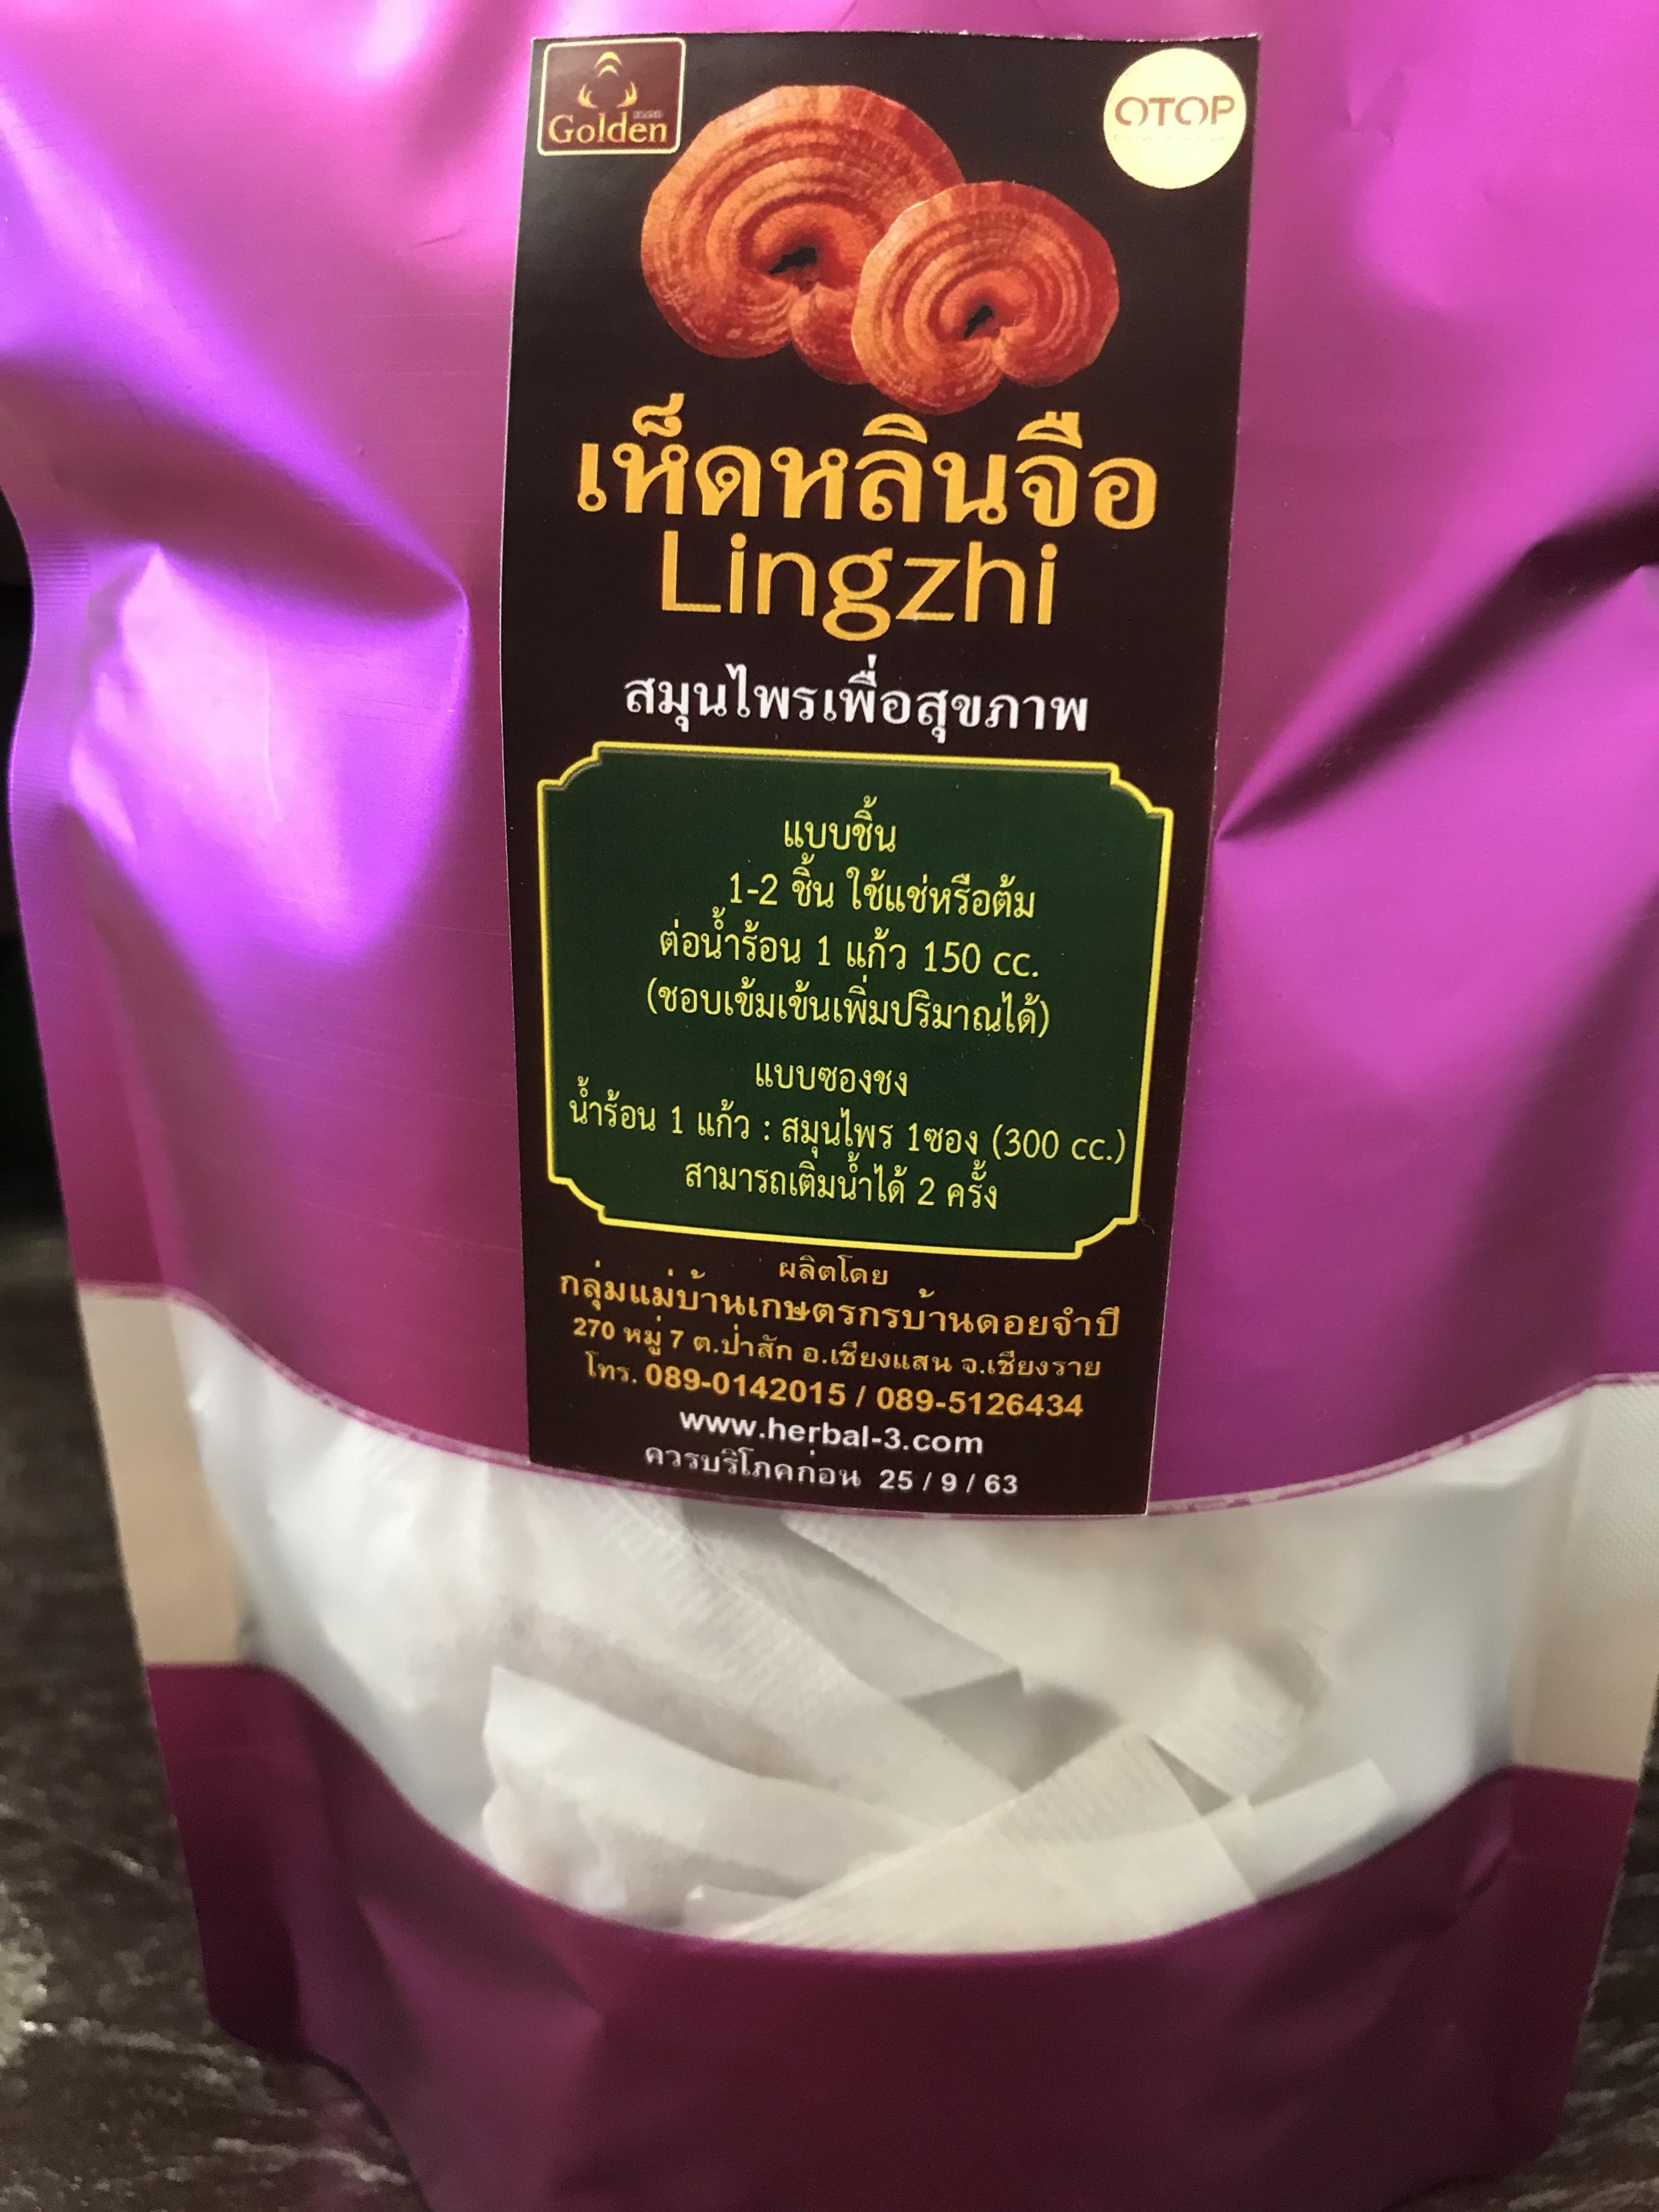 Golden
OTOP
เห็ดหลินจือ
Lingzhi
สมุนไพรเพื่อสุขภาพ
แบบชิ้น
1-2 ชิ้น ใช้แช่หรือต้ม
ต่อน้ำร้อน 1 แก้ว 150 cc.
(ชอบเข้มเข้นเพิ่มปริมาณได้)
แบบซองชง
น้ำร้อน 1 แก้ว : สมุนไพร 1ซอง (300 cc.)
สามารถเติมน้ำได้ 2 ครั้ง
ผลิตโดย
กลุ่มแม่บ้านเกษตรกรบ้านดอยจำปี
270 หมู่ 7 ต.ป่าสัก อ.เชียงแสน จ.เชียงราย
โทร. 089-0142015 / 089-5126434
www.herbal-3.com
ควรบริโภคก่อน 25 / 9 / 63